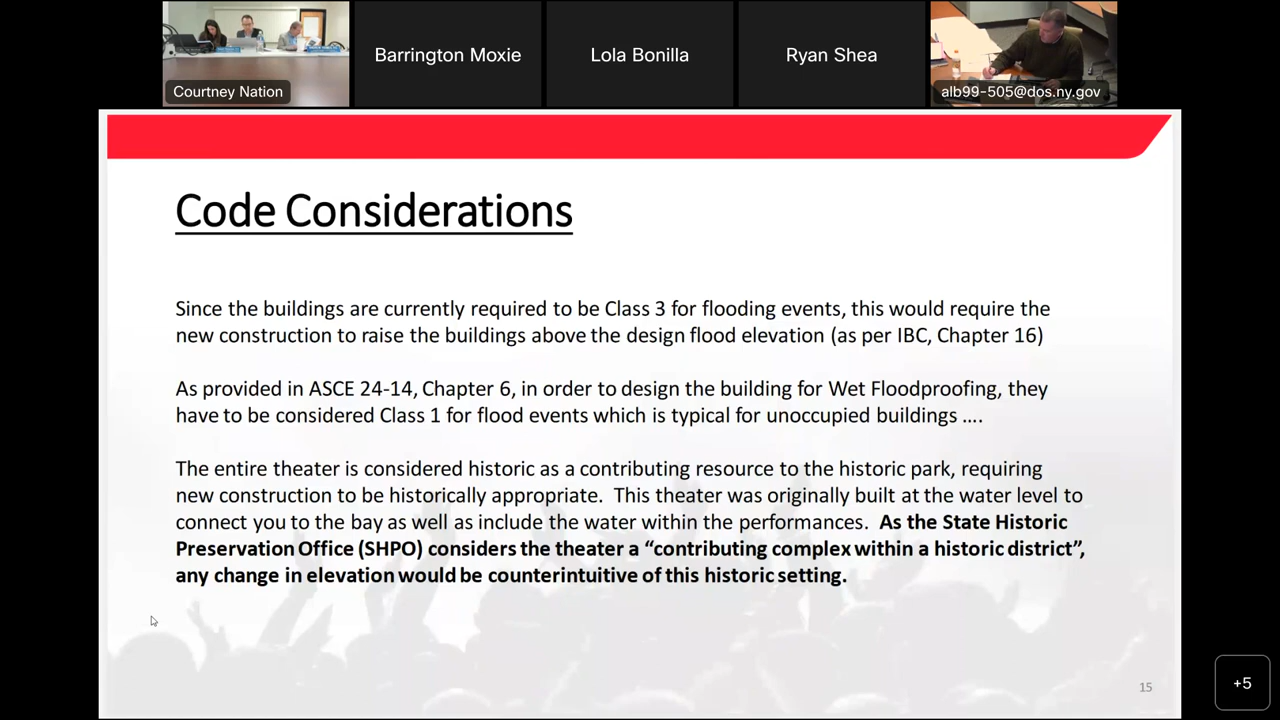 Courtney Nation
Barrington Moxie
Lola Bonilla
Ryan Shea
alb99-505@dos.ny.gov
Code Considerations
Since the buildings are currently required to be Class 3 for flooding events, this would require the
new construction to raise the buildings above the design flood elevation (as per IBC, Chapter 16)
As provided in ASCE 24-14, Chapter 6, in order to design the building for Wet Floodproofing, they
have to be considered Class 1 for flood events which is typical for unoccupied buildings ....
The entire theater is considered historic as a contributing resource to the historic park, requiring
new construction to be historically appropriate.  This theater was originally built at the water level to
connect you to the bay as well as include the water within the performances.  As the State Historic
Preservation Office (SHPO) considers the theater a “contributing complex within a historic district”,
any change in elevation would be counterintuitive of this historic setting.
15
+5